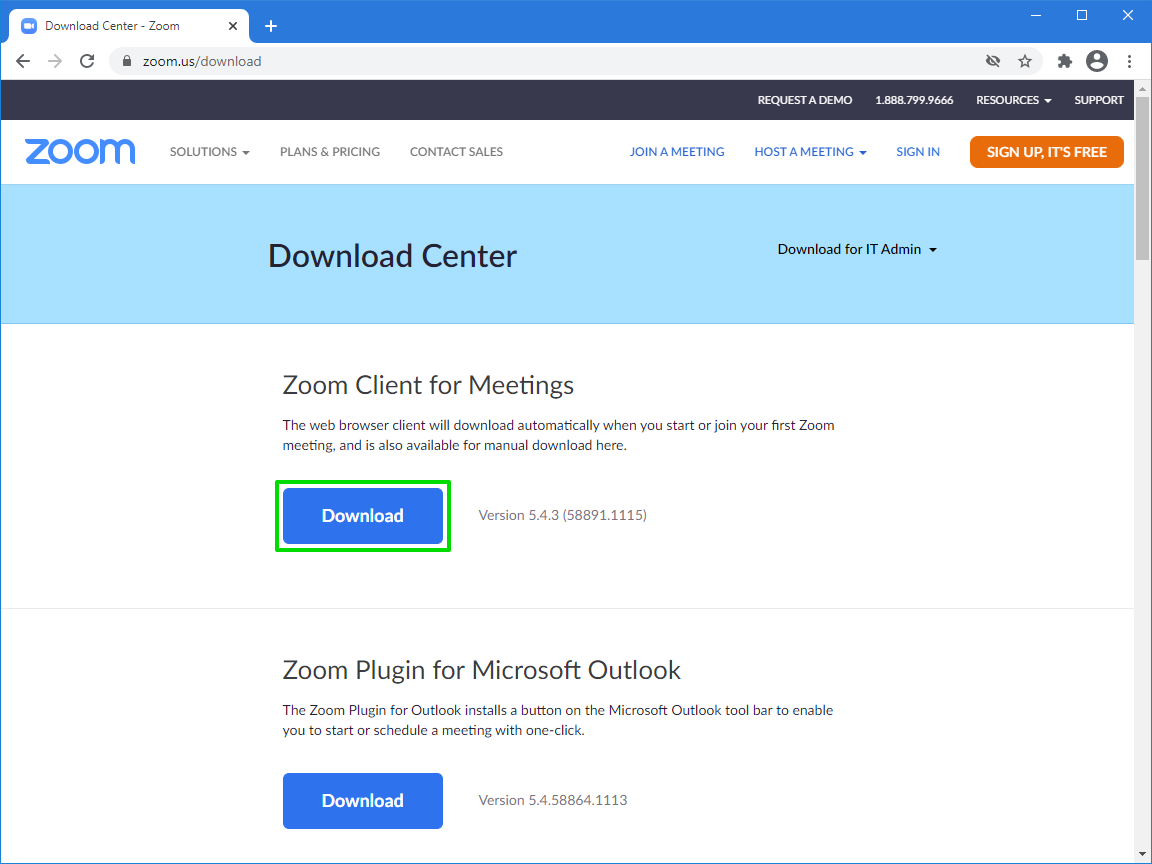 Download Center - Zoom
zoom.us/download
REQUEST A DEMO 1.888.799.9666 RESOURCES SUPPORT
zoom SOLUTIONS PLANS & PRICING CONTACT SALES JOIN A MEETING HOST A MEETING SIGN IN SIGN UP, IT'S FREE
Download Center
Download for IT Admin
Zoom Client for Meetings
The web browser client will download automatically when you start or join your first Zoom
meeting, and is also available for manual download here.
Download Version 5.4.3 (58891.1115)
Zoom Plugin for Microsoft Outlook
The Zoom Plugin for Outlook installs a button on the Microsoft Outlook tool bar to enable
you to start or schedule a meeting with one-click.
Download Version 5.4.58864.1113